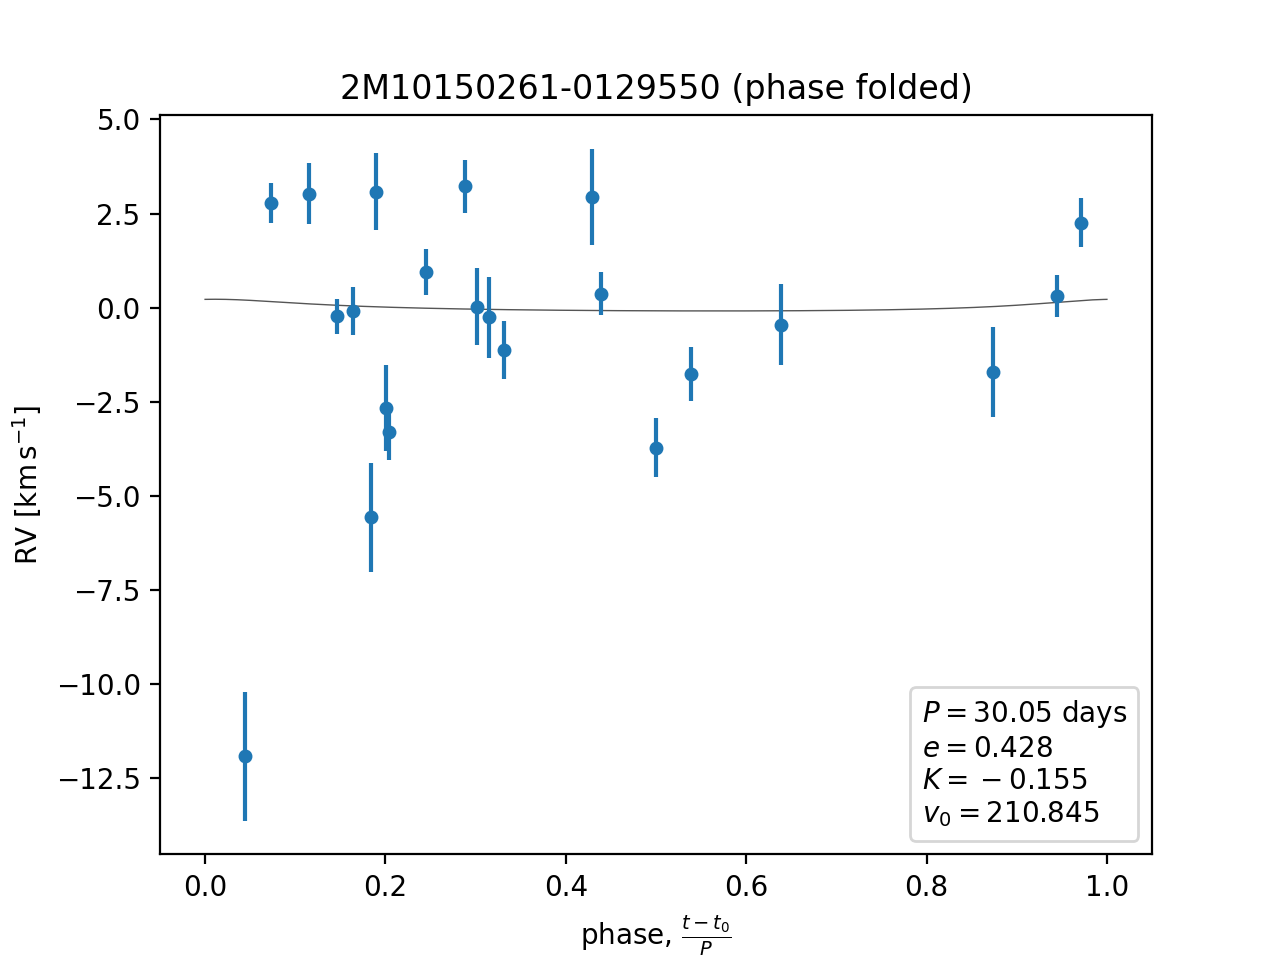 2M10150261-0129550 (phase folded)
5.0
2.5
0.0
−2.5
−5.0
−7.5
−10.0
−12.5
RV [km s⁻¹]
P = 30.05 days
e = 0.428
K = −0.155
v₀ = 210.845
0.0 0.2 0.4 0.6 0.8 1.0
phase, (t − t₀)/P